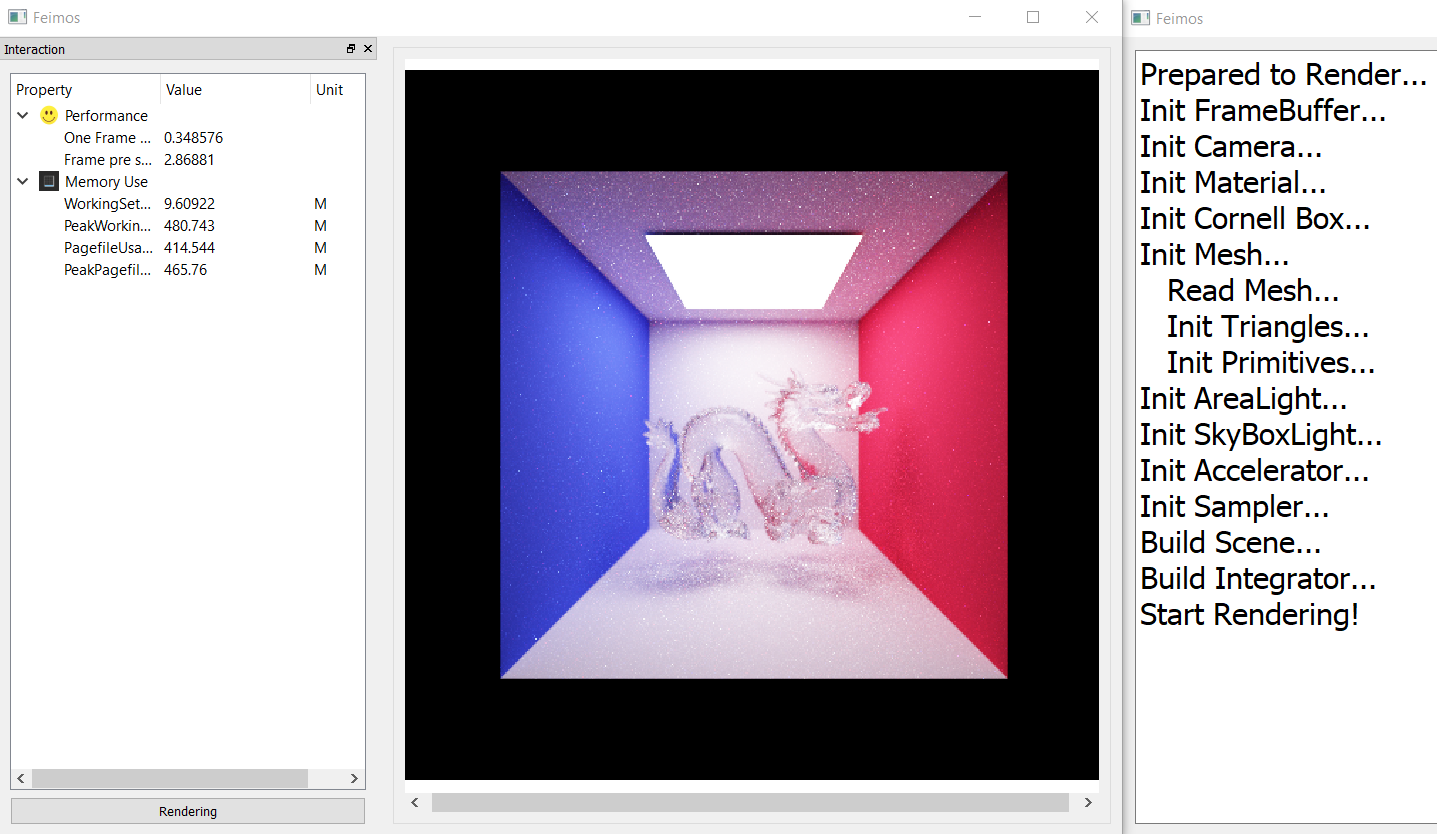 Feimos
Interaction
Property Value Unit
Performance
One Frame ... 0.348576
Frame pre s... 2.86881
Memory Use
WorkingSet... 9.60922 M
PeakWorkin... 480.743 M
PagefileUsa... 414.544 M
PeakPagefil... 465.76 M
Rendering
Feimos
Prepared to Render...
Init FrameBuffer...
Init Camera...
Init Material...
Init Cornell Box...
Init Mesh...
Read Mesh...
Init Triangles...
Init Primitives...
Init AreaLight...
Init SkyBoxLight...
Init Accelerator...
Init Sampler...
Build Scene...
Build Integrator...
Start Rendering!